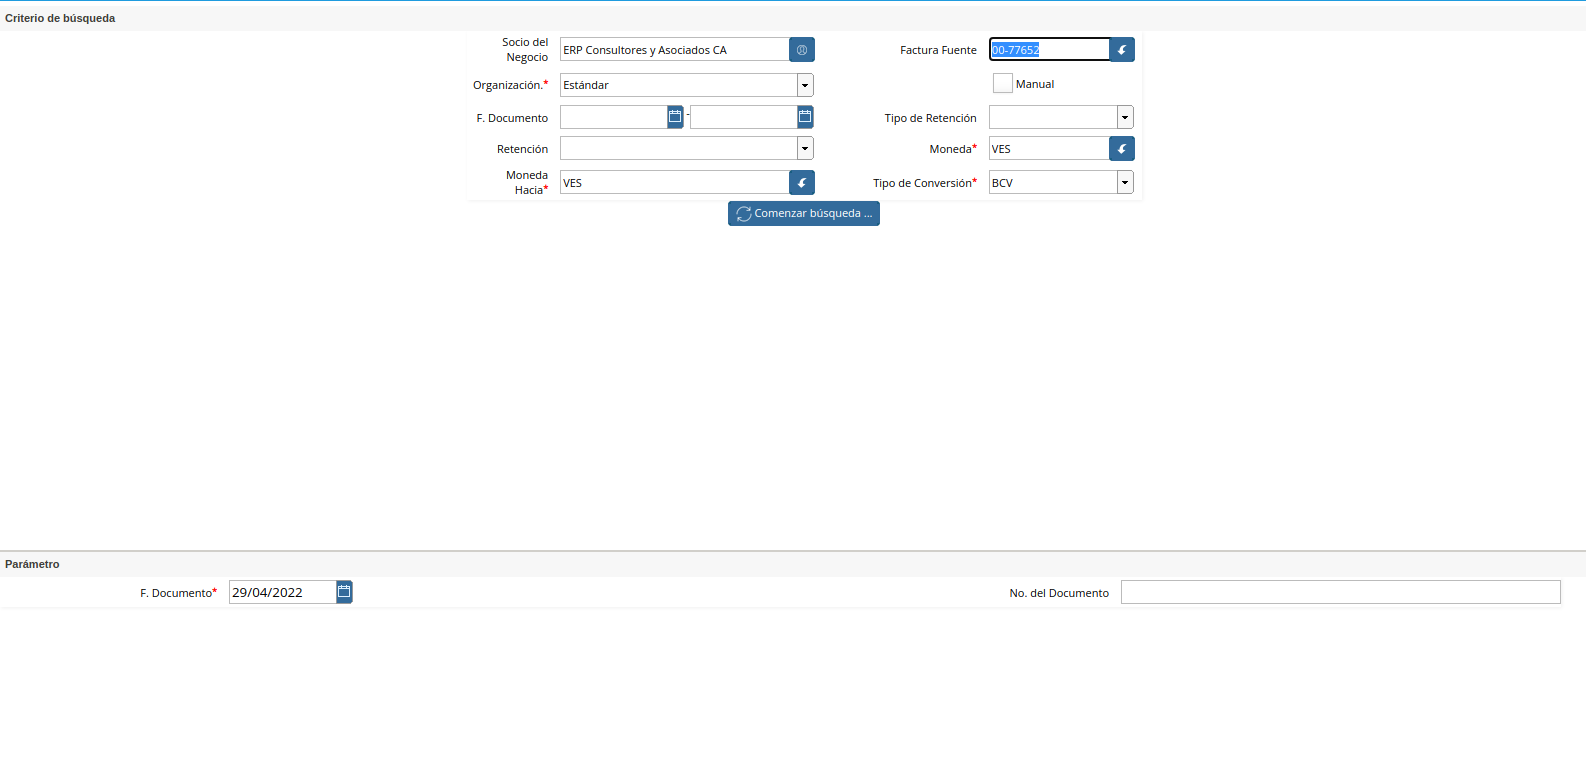 Criterio de búsqueda
Socio del Negocio ERP Consultores y Asociados CA Factura Fuente 00-77652
Organización.* Estándar Manual
F. Documento - Tipo de Retención
Retención Moneda* VES
Moneda Hacia* VES Tipo de Conversión* BCV
Comenzar búsqueda ...
Parámetro
F. Documento* 29/04/2022 No. del Documento